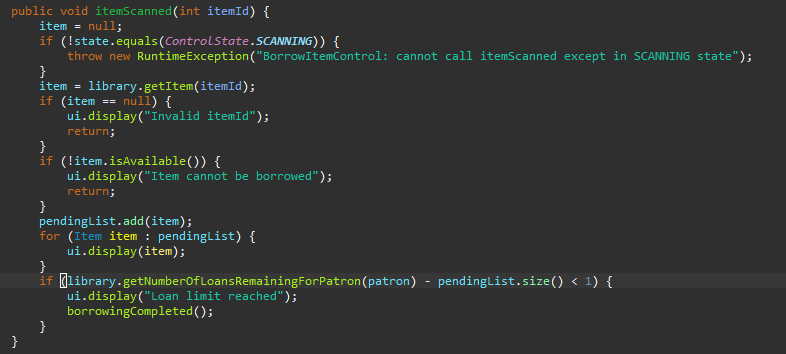 public void itemScanned(int itemId) {
item = null;
if (!state.equals(ControlState.SCANNING)) {
throw new RuntimeException("BorrowItemControl: cannot call itemScanned except in SCANNING state");
}
item = library.getItem(itemId);
if (item == null) {
ui.display("Invalid itemId");
return;
}
if (!item.isAvailable()) {
ui.display("Item cannot be borrowed");
return;
}
pendingList.add(item);
for (Item item : pendingList) {
ui.display(item);
}
if (library.getNumberOfLoansRemainingForPatron(patron) - pendingList.size() < 1) {
ui.display("Loan limit reached");
borrowingCompleted();
}
}